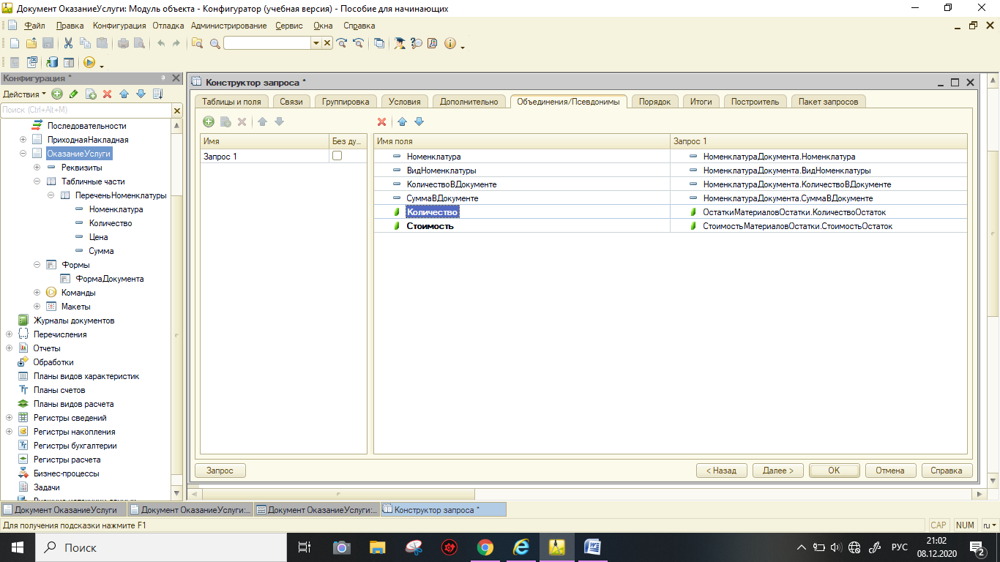 Документ ОказаниеУслуги: Модуль объекта - Конфигуратор (учебная версия) - Пособие для начинающих
Файл Правка Конфигурация Отладка Администрирование Сервис Окна Справка
Конфигурация *
Действия
Поиск (Ctrl+Alt+M)
Последовательности
ПриходнаяНакладная
ОказаниеУслуги
Реквизиты
Табличные части
ПереченьНоменклатуры
Номенклатура
Количество
Цена
Сумма
Формы
ФормаДокумента
Команды
Макеты
Журналы документов
Перечисления
Отчеты
Обработки
Планы видов характеристик
Планы счетов
Планы видов расчета
Регистры сведений
Регистры накопления
Регистры бухгалтерии
Регистры расчета
Бизнес-процессы
Задачи
Конструктор запроса *
Таблицы и поля Связи Группировка Условия Дополнительно Объединения/Псевдонимы Порядок Итоги Построитель Пакет запросов
Имя Без ду...
Запрос 1
Имя поля Запрос 1
Номенклатура НоменклатураДокумента.Номенклатура
ВидНоменклатуры НоменклатураДокумента.ВидНоменклатуры
КоличествоВДокументе НоменклатураДокумента.КоличествоВДокументе
СуммаВДокументе НоменклатураДокумента.СуммаВДокументе
Количество ОстаткиМатериаловОстатки.КоличествоОстаток
Стоимость СтоимостьМатериаловОстатки.СтоимостьОстаток
Запрос < Назад Далее > ОК Отмена Справка
Документ ОказаниеУслуги Документ ОказаниеУслуги:... Документ ОказаниеУслуги:... Конструктор запроса *
Для получения подсказки нажмите F1 CAP NUM ru
Поиск РУС 21:02
08.12.2020 2